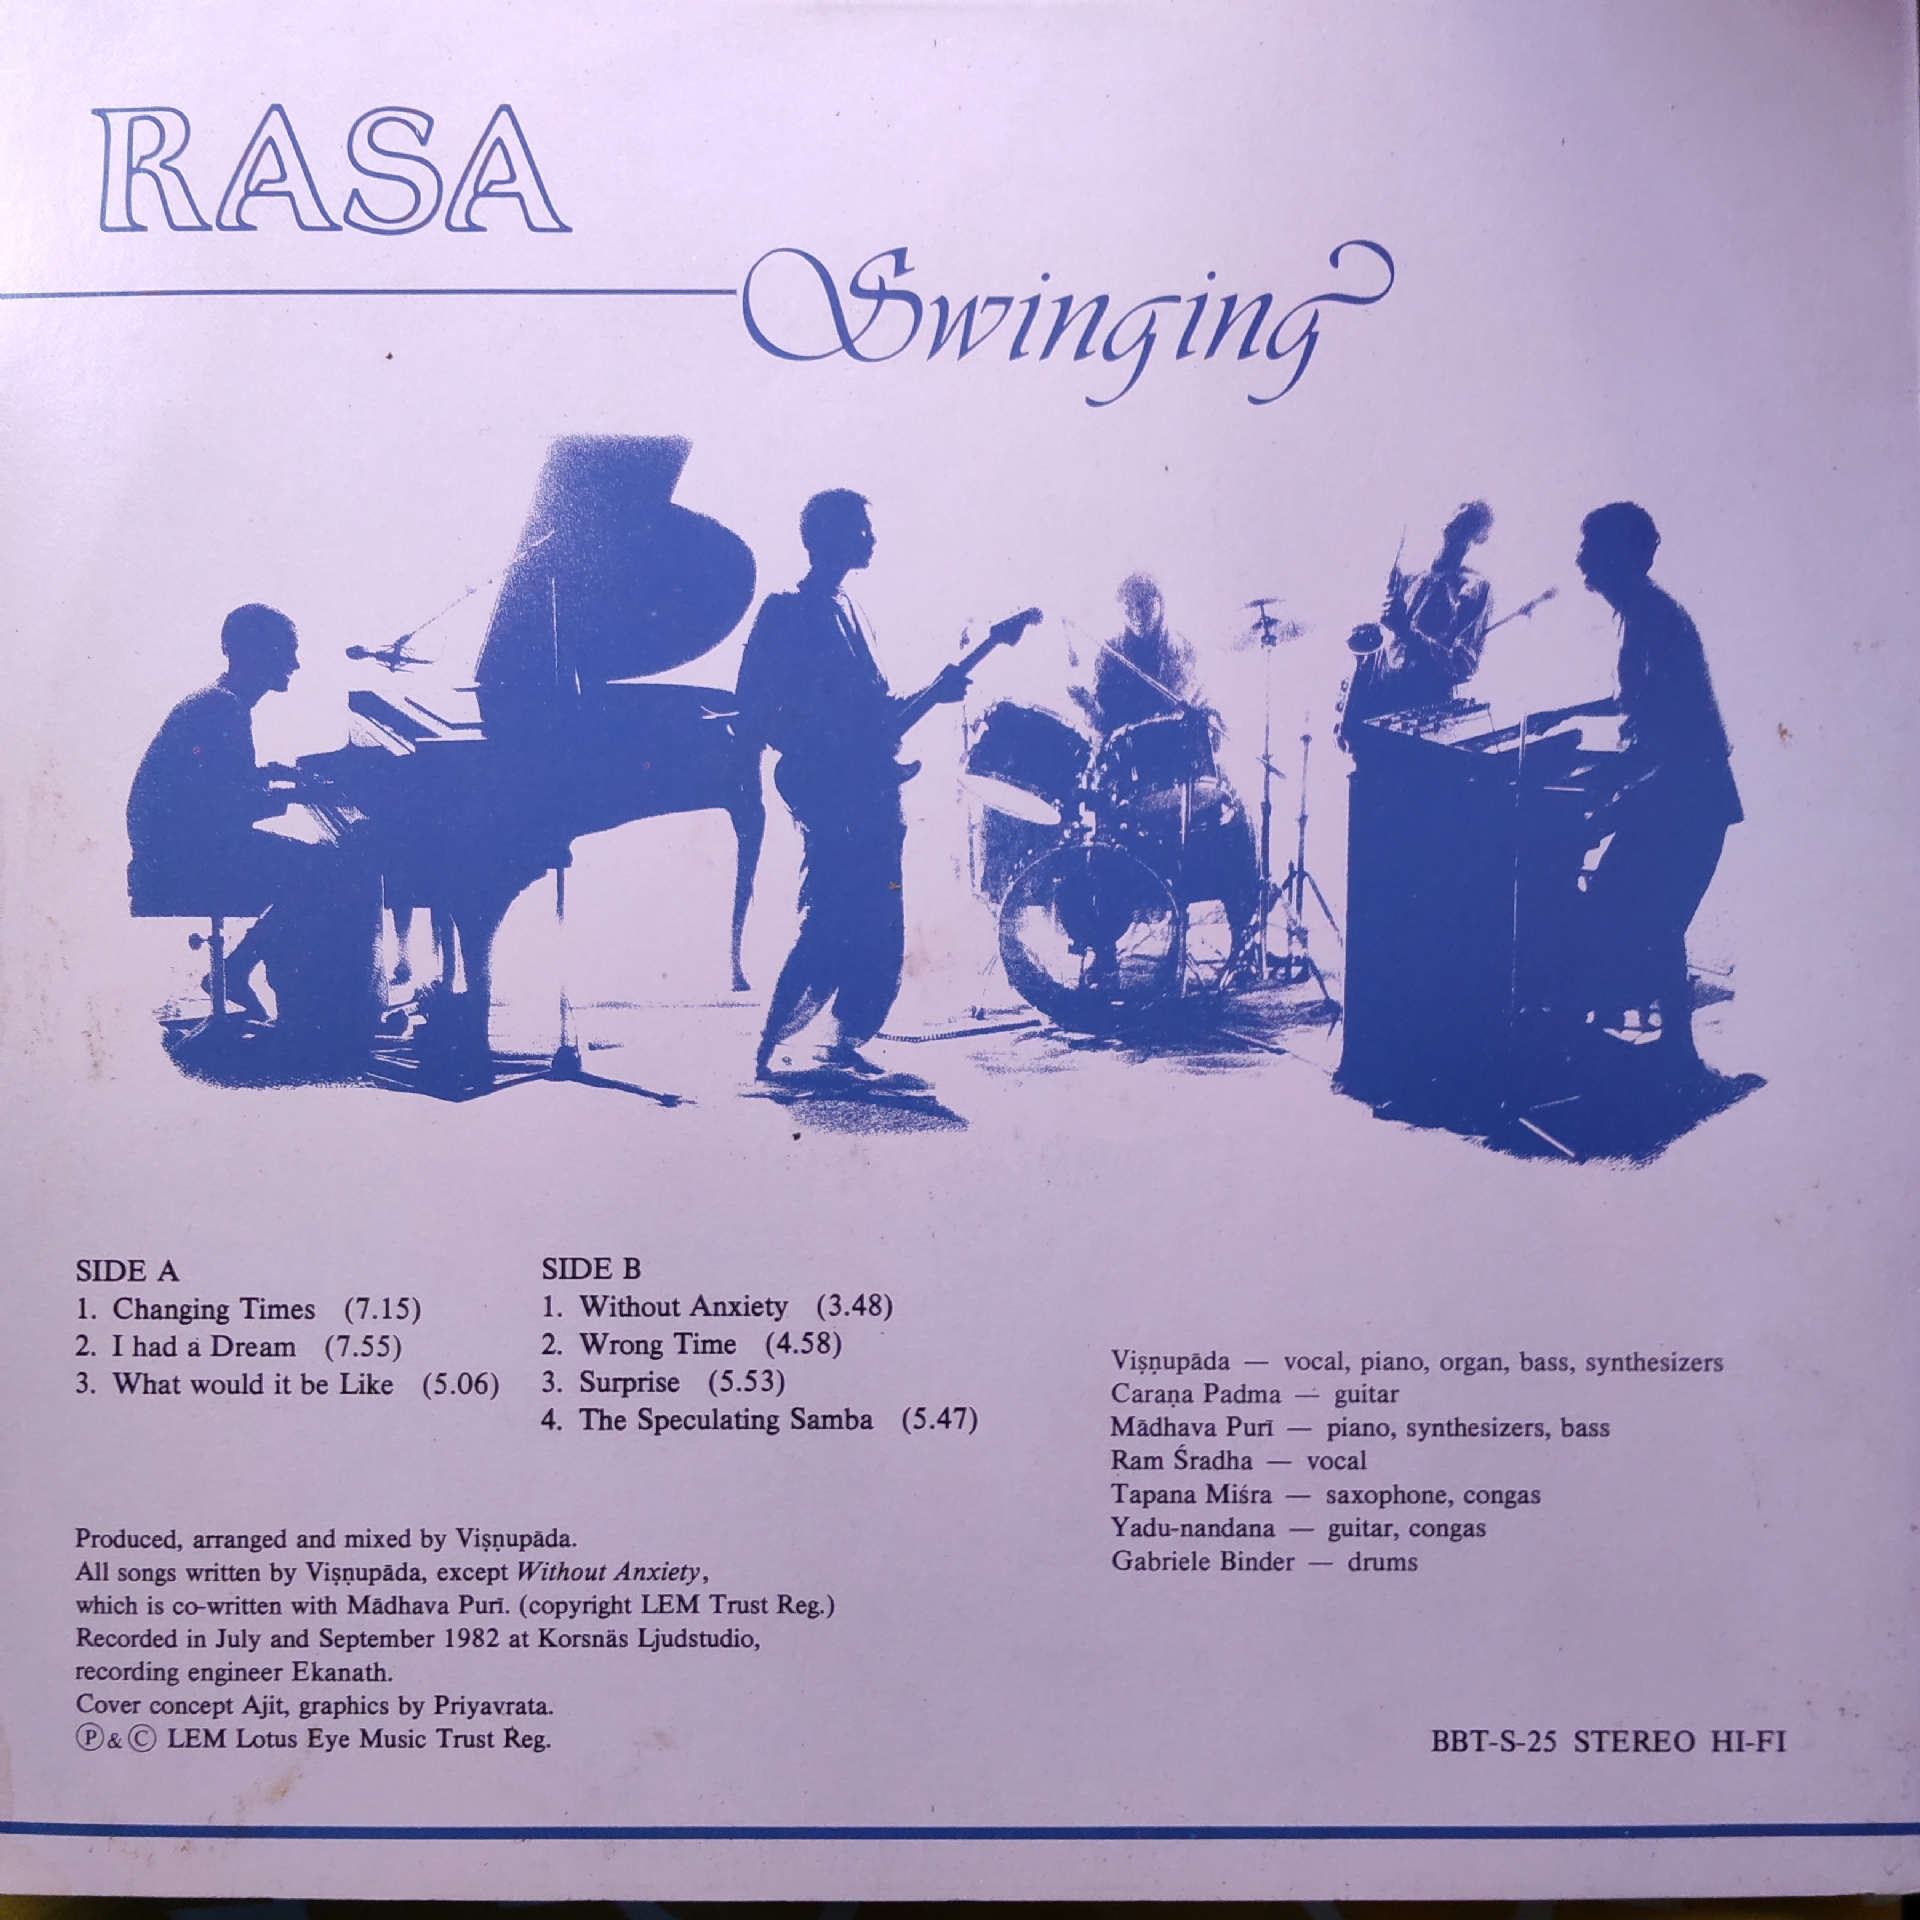 RASA
Swinging
SIDE A
1. Changing Times (7.15)
2. I had a Dream (7.55)
3. What would it be Like (5.06)
SIDE B
1. Without Anxiety (3.48)
2. Wrong Time (4.58)
3. Surprise (5.53)
4. The Speculating Samba (5.47)
Viṣṇupāda — vocal, piano, organ, bass, synthesizers
Caraṇa Padma — guitar
Mādhava Purī — piano, synthesizers, bass
Ram Śradha — vocal
Tapana Miśra — saxophone, congas
Yadu-nandana — guitar, congas
Gabriele Binder — drums
Produced, arranged and mixed by Viṣṇupāda.
All songs written by Viṣṇupāda, except Without Anxiety,
which is co-written with Mādhava Purī. (copyright LEM Trust Reg.)
Recorded in July and September 1982 at Korsnäs Ljudstudio,
recording engineer Ekanath.
Cover concept Ajit, graphics by Priyavrata.
Ⓟ & Ⓒ LEM Lotus Eye Music Trust Reg.
BBT-S-25 STEREO HI-FI